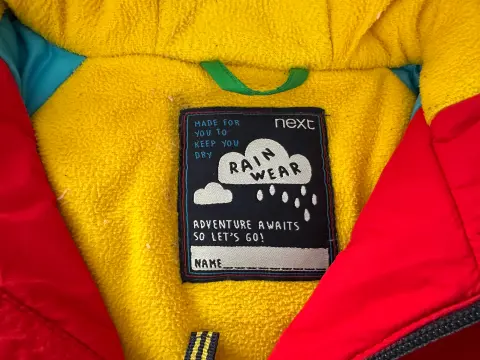 MADE FOR
YOU TO
KEEP YOU
DRY
next
RAIN
WEAR
ADVENTURE AWAITS
SO LET'S GO!
NAME